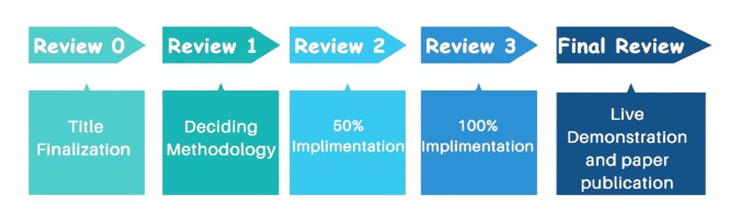 Review 0
Review 1
Review 2
Review 3
Final Review
Title
Finalization
Deciding
Methodology
50%
Implimentation
100%
Implimentation
Live
Demonstration
and paper
publication